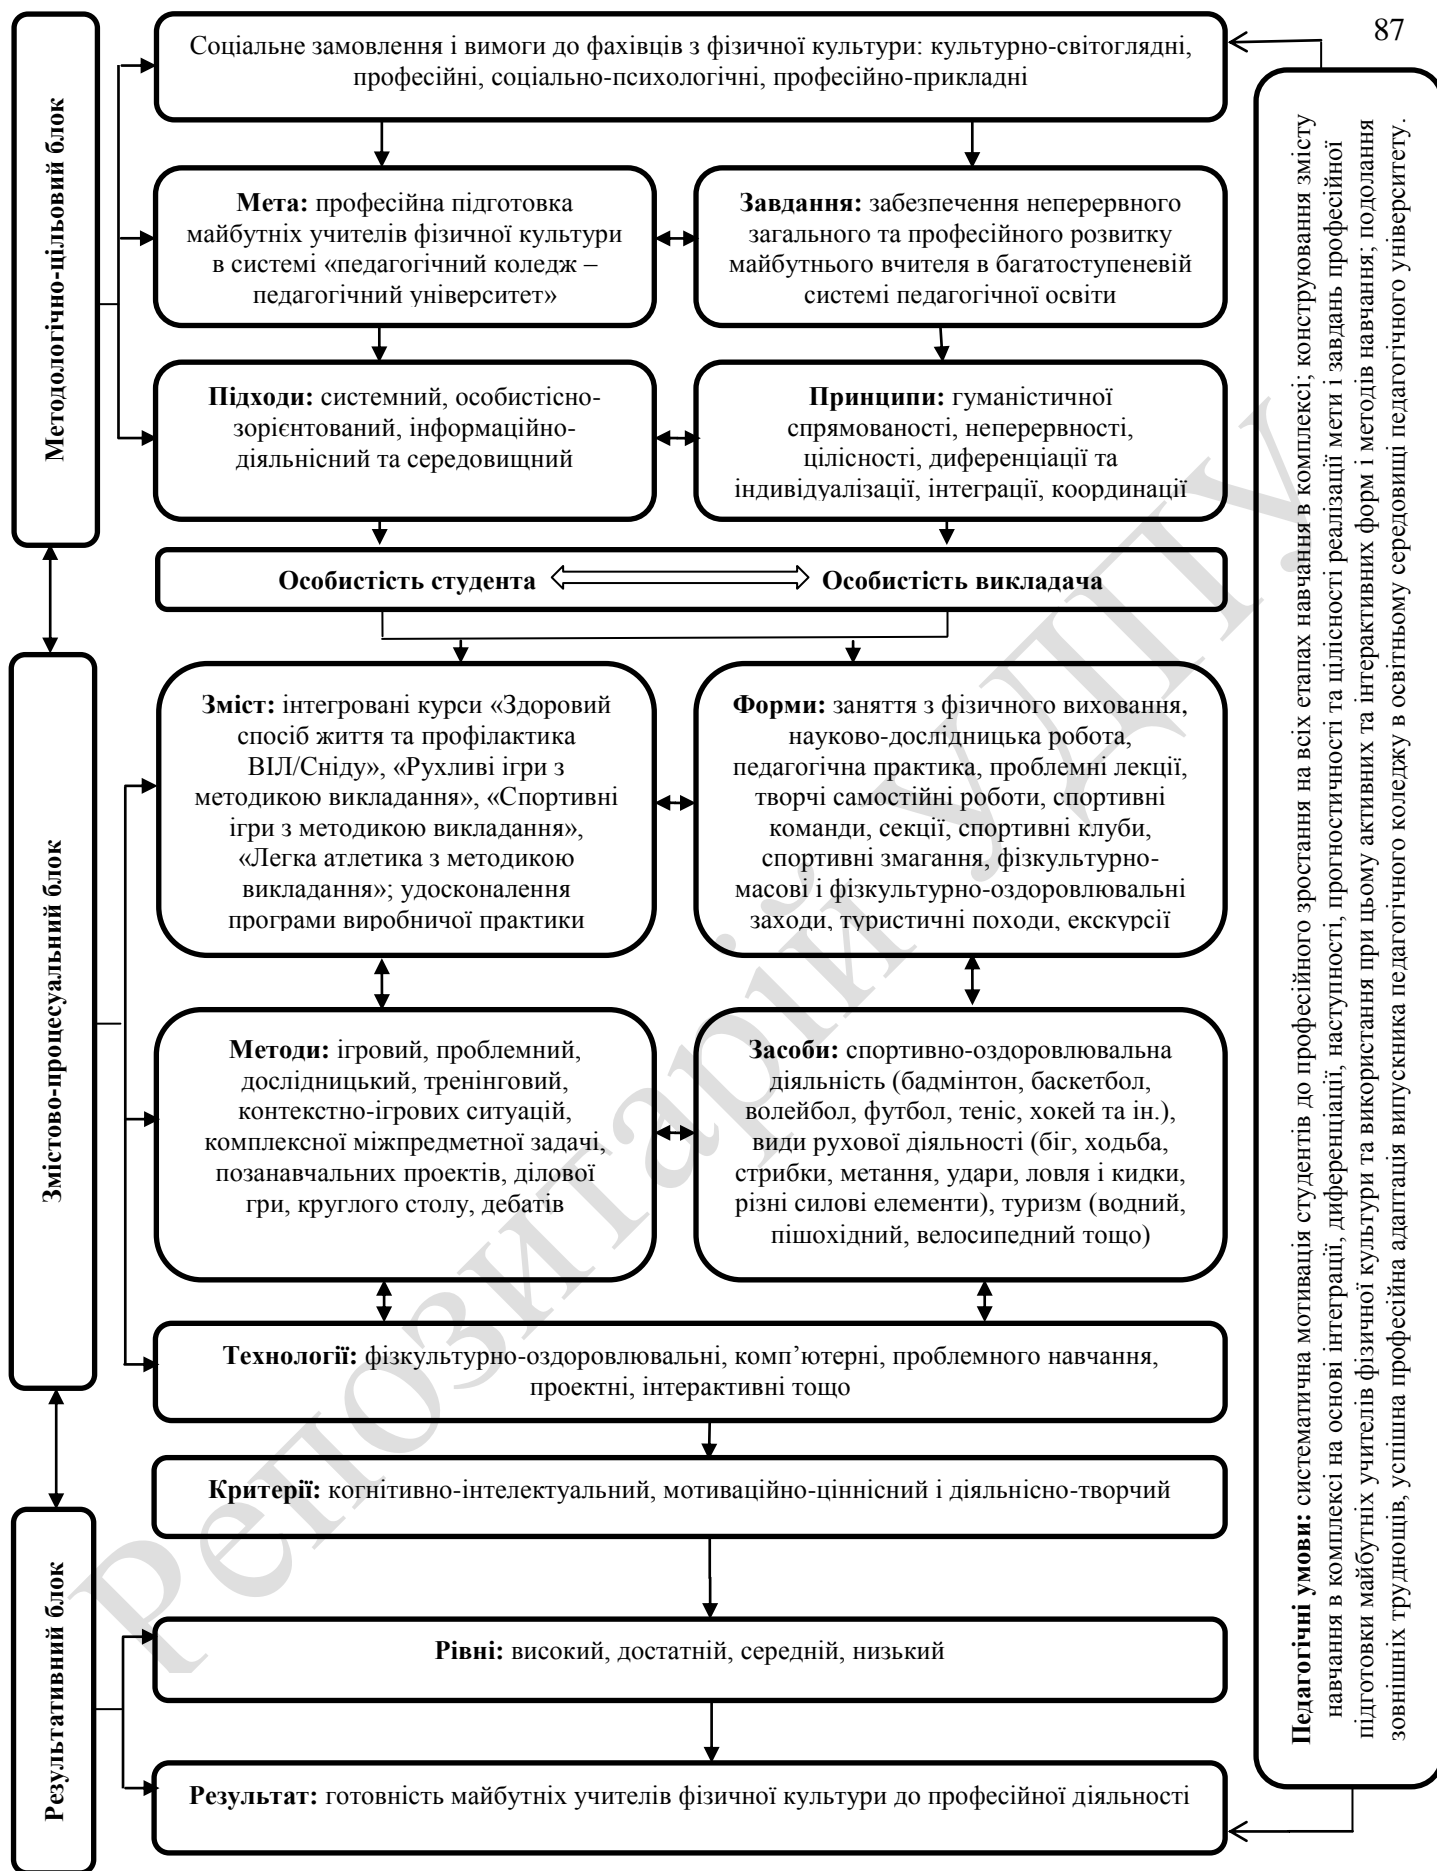 87
Методологічно-цільовий блок
Соціальне замовлення і вимоги до фахівців з фізичної культури: культурно-світоглядні,
професійні, соціально-психологічні, професійно-прикладні
Мета: професійна підготовка
майбутніх учителів фізичної культури
в системі «педагогічний коледж –
педагогічний університет»
Завдання: забезпечення неперервного
загального та професійного розвитку
майбутнього вчителя в багатоступеневій
системі педагогічної освіти
Підходи: системний, особистісно-
зорієнтований, інформаційно-
діяльнісний та середовищний
Принципи: гуманістичної
спрямованості, неперервності,
цілісності, диференціації та
індивідуалізації, інтеграції, координації
Особистість студента
Особистість викладача
Змістово-процесуальний блок
Зміст: інтегровані курси «Здоровий
спосіб життя та профілактика
ВІЛ/Сніду», «Рухливі ігри з
методикою викладання», «Спортивні
ігри з методикою викладання»,
«Легка атлетика з методикою
викладання»; удосконалення
програми виробничої практики
Форми: заняття з фізичного виховання,
науково-дослідницька робота,
педагогічна практика, проблемні лекції,
творчі самостійні роботи, спортивні
команди, секції, спортивні клуби,
спортивні змагання, фізкультурно-
масові і фізкультурно-оздоровлювальні
заходи, туристичні походи, екскурсії
Методи: ігровий, проблемний,
дослідницький, тренінговий,
контекстно-ігрових ситуацій,
комплексної міжпредметної задачі,
позанавчальних проектів, ділової
гри, круглого столу, дебатів
Засоби: спортивно-оздоровлювальна
діяльність (бадмінтон, баскетбол,
волейбол, футбол, теніс, хокей та ін.),
види рухової діяльності (біг, ходьба,
стрибки, метання, удари, ловля і кидки,
різні силові елементи), туризм (водний,
пішохідний, велосипедний тощо)
Технології: фізкультурно-оздоровлювальні, комп’ютерні, проблемного навчання,
проектні, інтерактивні тощо
Критерії: когнітивно-інтелектуальний, мотиваційно-ціннісний і діяльнісно-творчий
Результативний блок
Рівні: високий, достатній, середній, низький
Результат: готовність майбутніх учителів фізичної культури до професійної діяльності
Педагогічні умови: систематична мотивація студентів до професійного зростання на всіх етапах навчання в комплексі; конструювання змісту
навчання в комплексі на основі інтеграції, диференціації, наступності, прогностичності та цілісності реалізації мети і завдань професійної
підготовки майбутніх учителів фізичної культури та використання при цьому активних та інтерактивних форм і методів навчання; подолання
зовнішніх труднощів, успішна професійна адаптація випускника педагогічного коледжу в освітньому середовищі педагогічного університету.
Репозитарій УДПУ